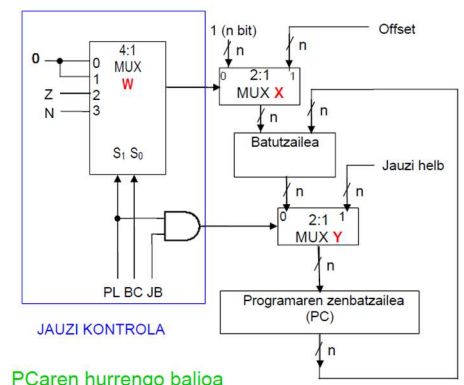 1 (n bit)
Offset
n
n
0
4:1
MUX
W
0
1
2
3
Z
N
S₁ S₀
0
2:1
1
MUX X
n
n
Batutzailea
n
Jauzi helb
n
0
2:1
1
MUX Y
n
PL BC JB
Programaren zenbatzailea
(PC)
JAUZI KONTROLA
n
PCaren hurrengo balioa